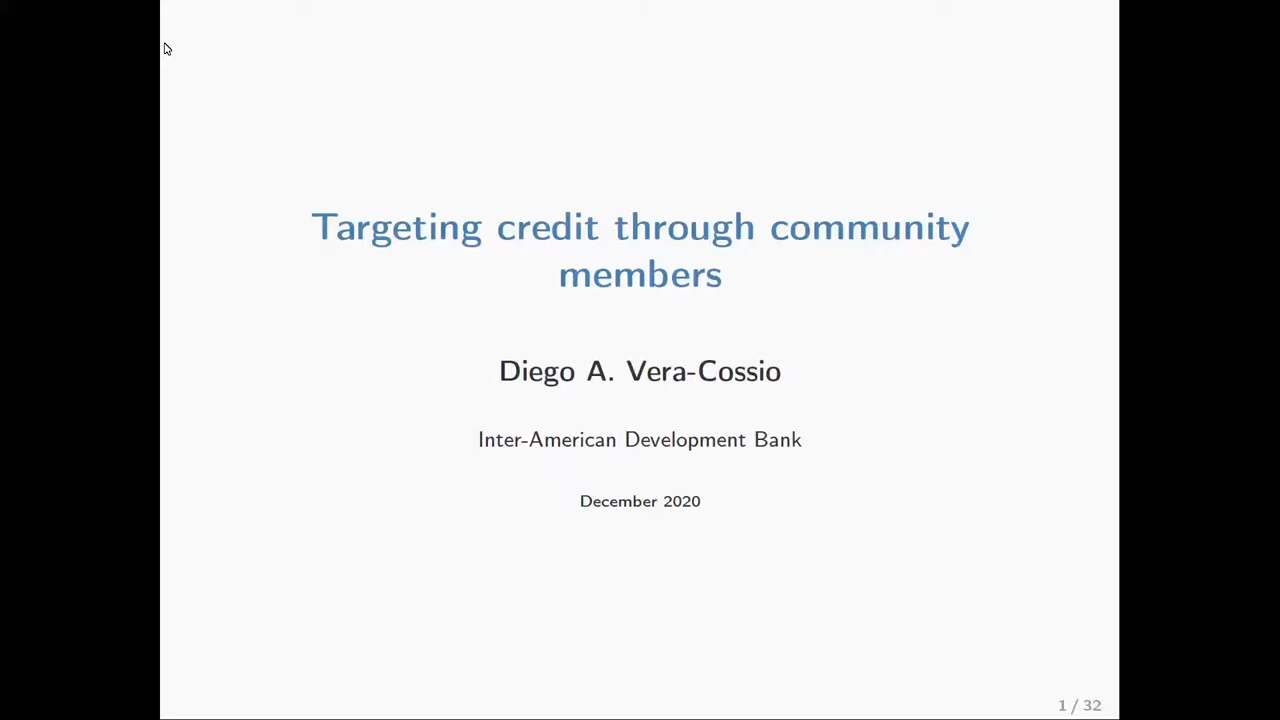 Targeting credit through community
members
Diego A. Vera-Cossio
Inter-American Development Bank
December 2020
1 / 32